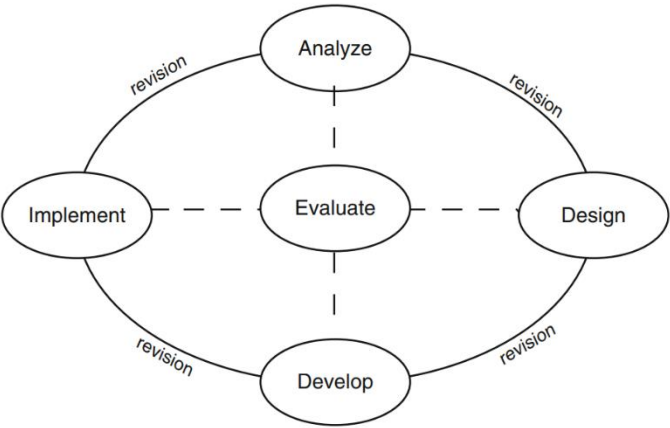 Analyze
revision
revision
Implement
Evaluate
Design
revision
revision
Develop